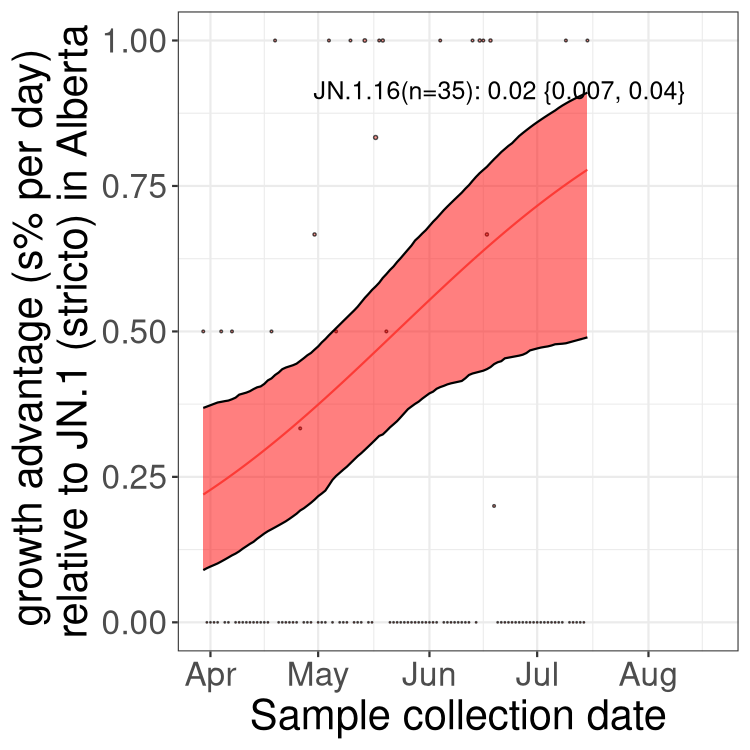 growth advantage (s% per day)
relative to JN.1 (stricto) in Alberta
1.00
0.75
0.50
0.25
0.00
JN.1.16(n=35): 0.02 {0.007, 0.04}
Apr May Jun Jul Aug
Sample collection date